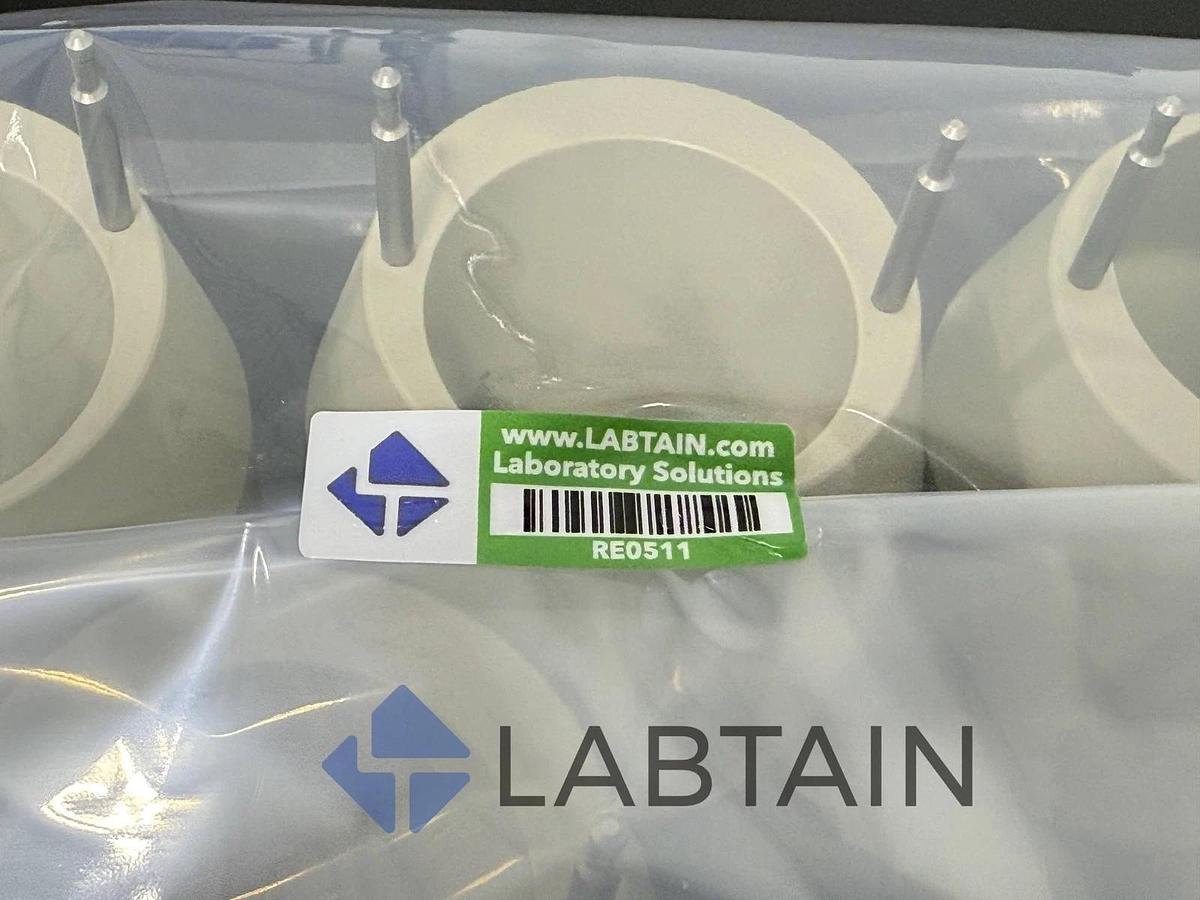 www.LABTAIN.com
Laboratory Solutions
RE0511
LABTAIN